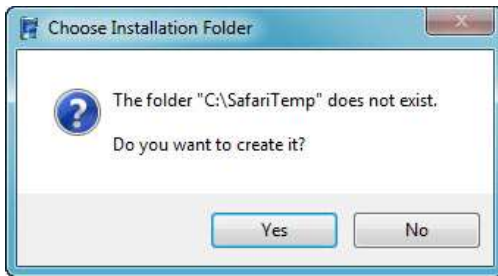 Choose Installation Folder
The folder "C:\SafariTemp" does not exist.
Do you want to create it?
Yes
No